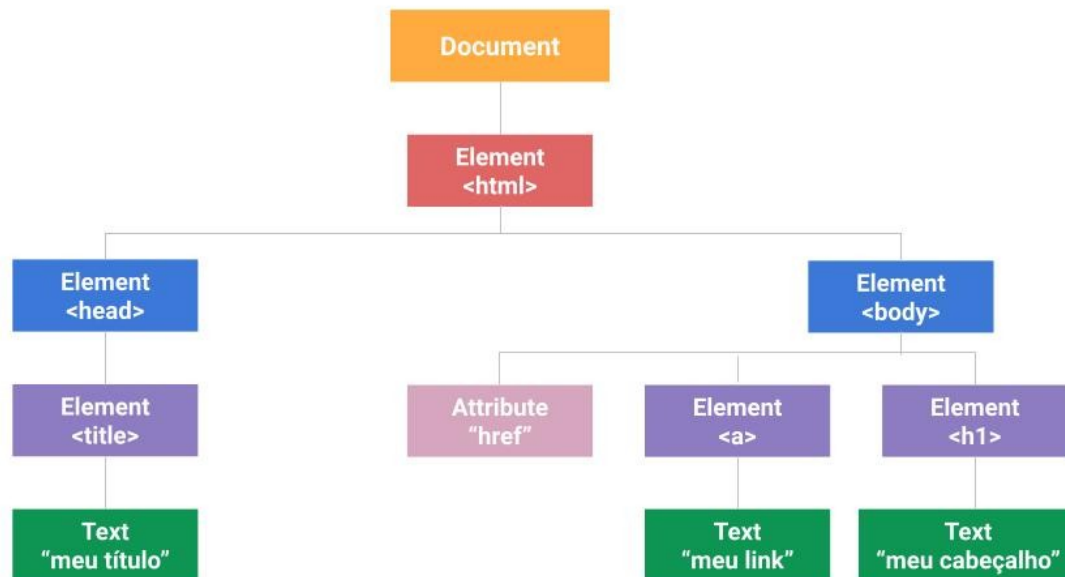 Document
Element
<html>
Element
<head>
Element
<body>
Element
<title>
Attribute
“href”
Element
<a>
Element
<h1>
Text
“meu título”
Text
“meu link”
Text
“meu cabeçalho”